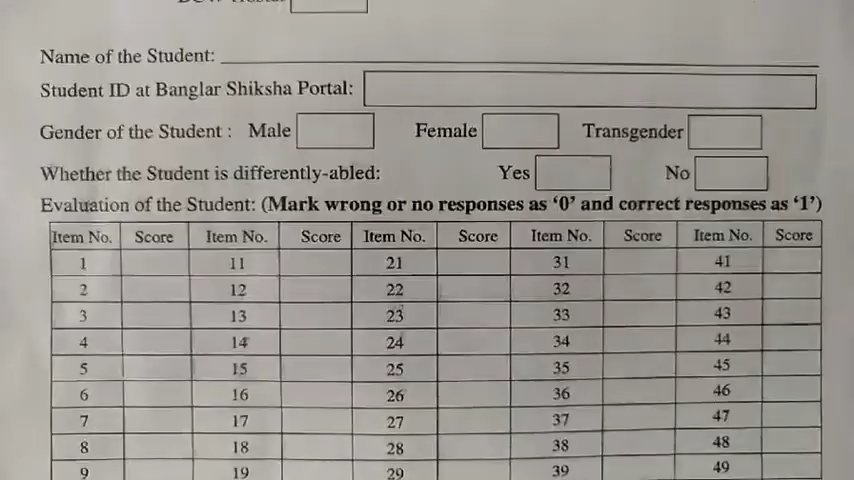 Name of the Student:
Student ID at Banglar Shiksha Portal:
Gender of the Student : Male Female Transgender
Whether the Student is differently-abled: Yes No
Evaluation of the Student: (Mark wrong or no responses as ‘0’ and correct responses as ‘1’)
Item No. Score Item No. Score Item No. Score Item No. Score Item No. Score
1 11 21 31 41
2 12 22 32 42
3 13 23 33 43
4 14 24 34 44
5 15 25 35 45
6 16 26 36 46
7 17 27 37 47
8 18 28 38 48
9 19 29 39 49